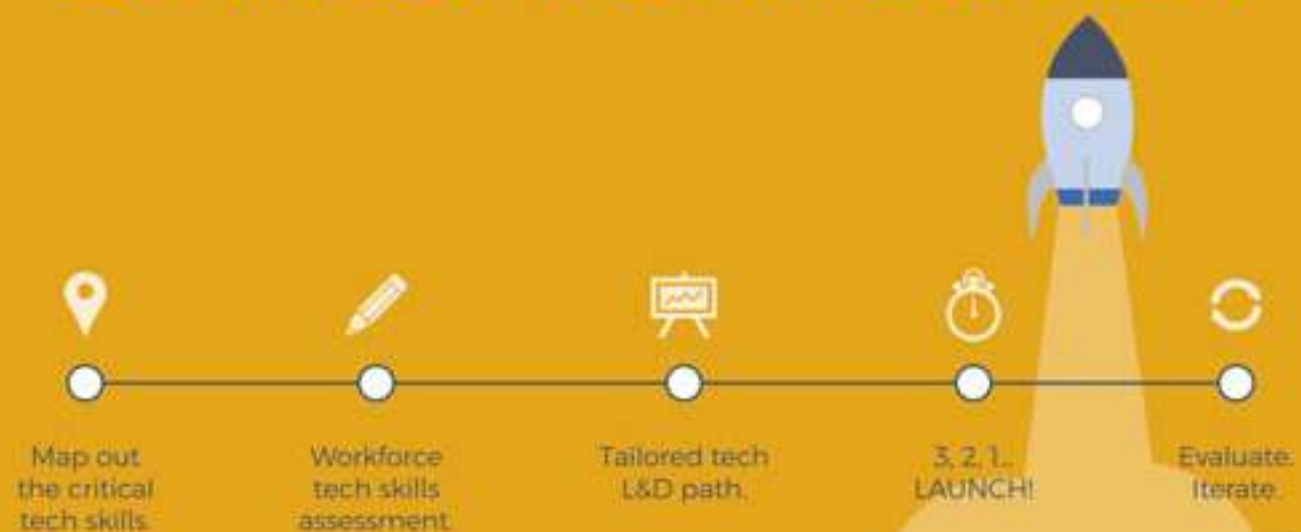 Map out
the critical
tech skills.
Workforce
tech skills
assessment.
Tailored tech
L&D path.
3, 2, 1...
LAUNCH!
Evaluate.
Iterate.